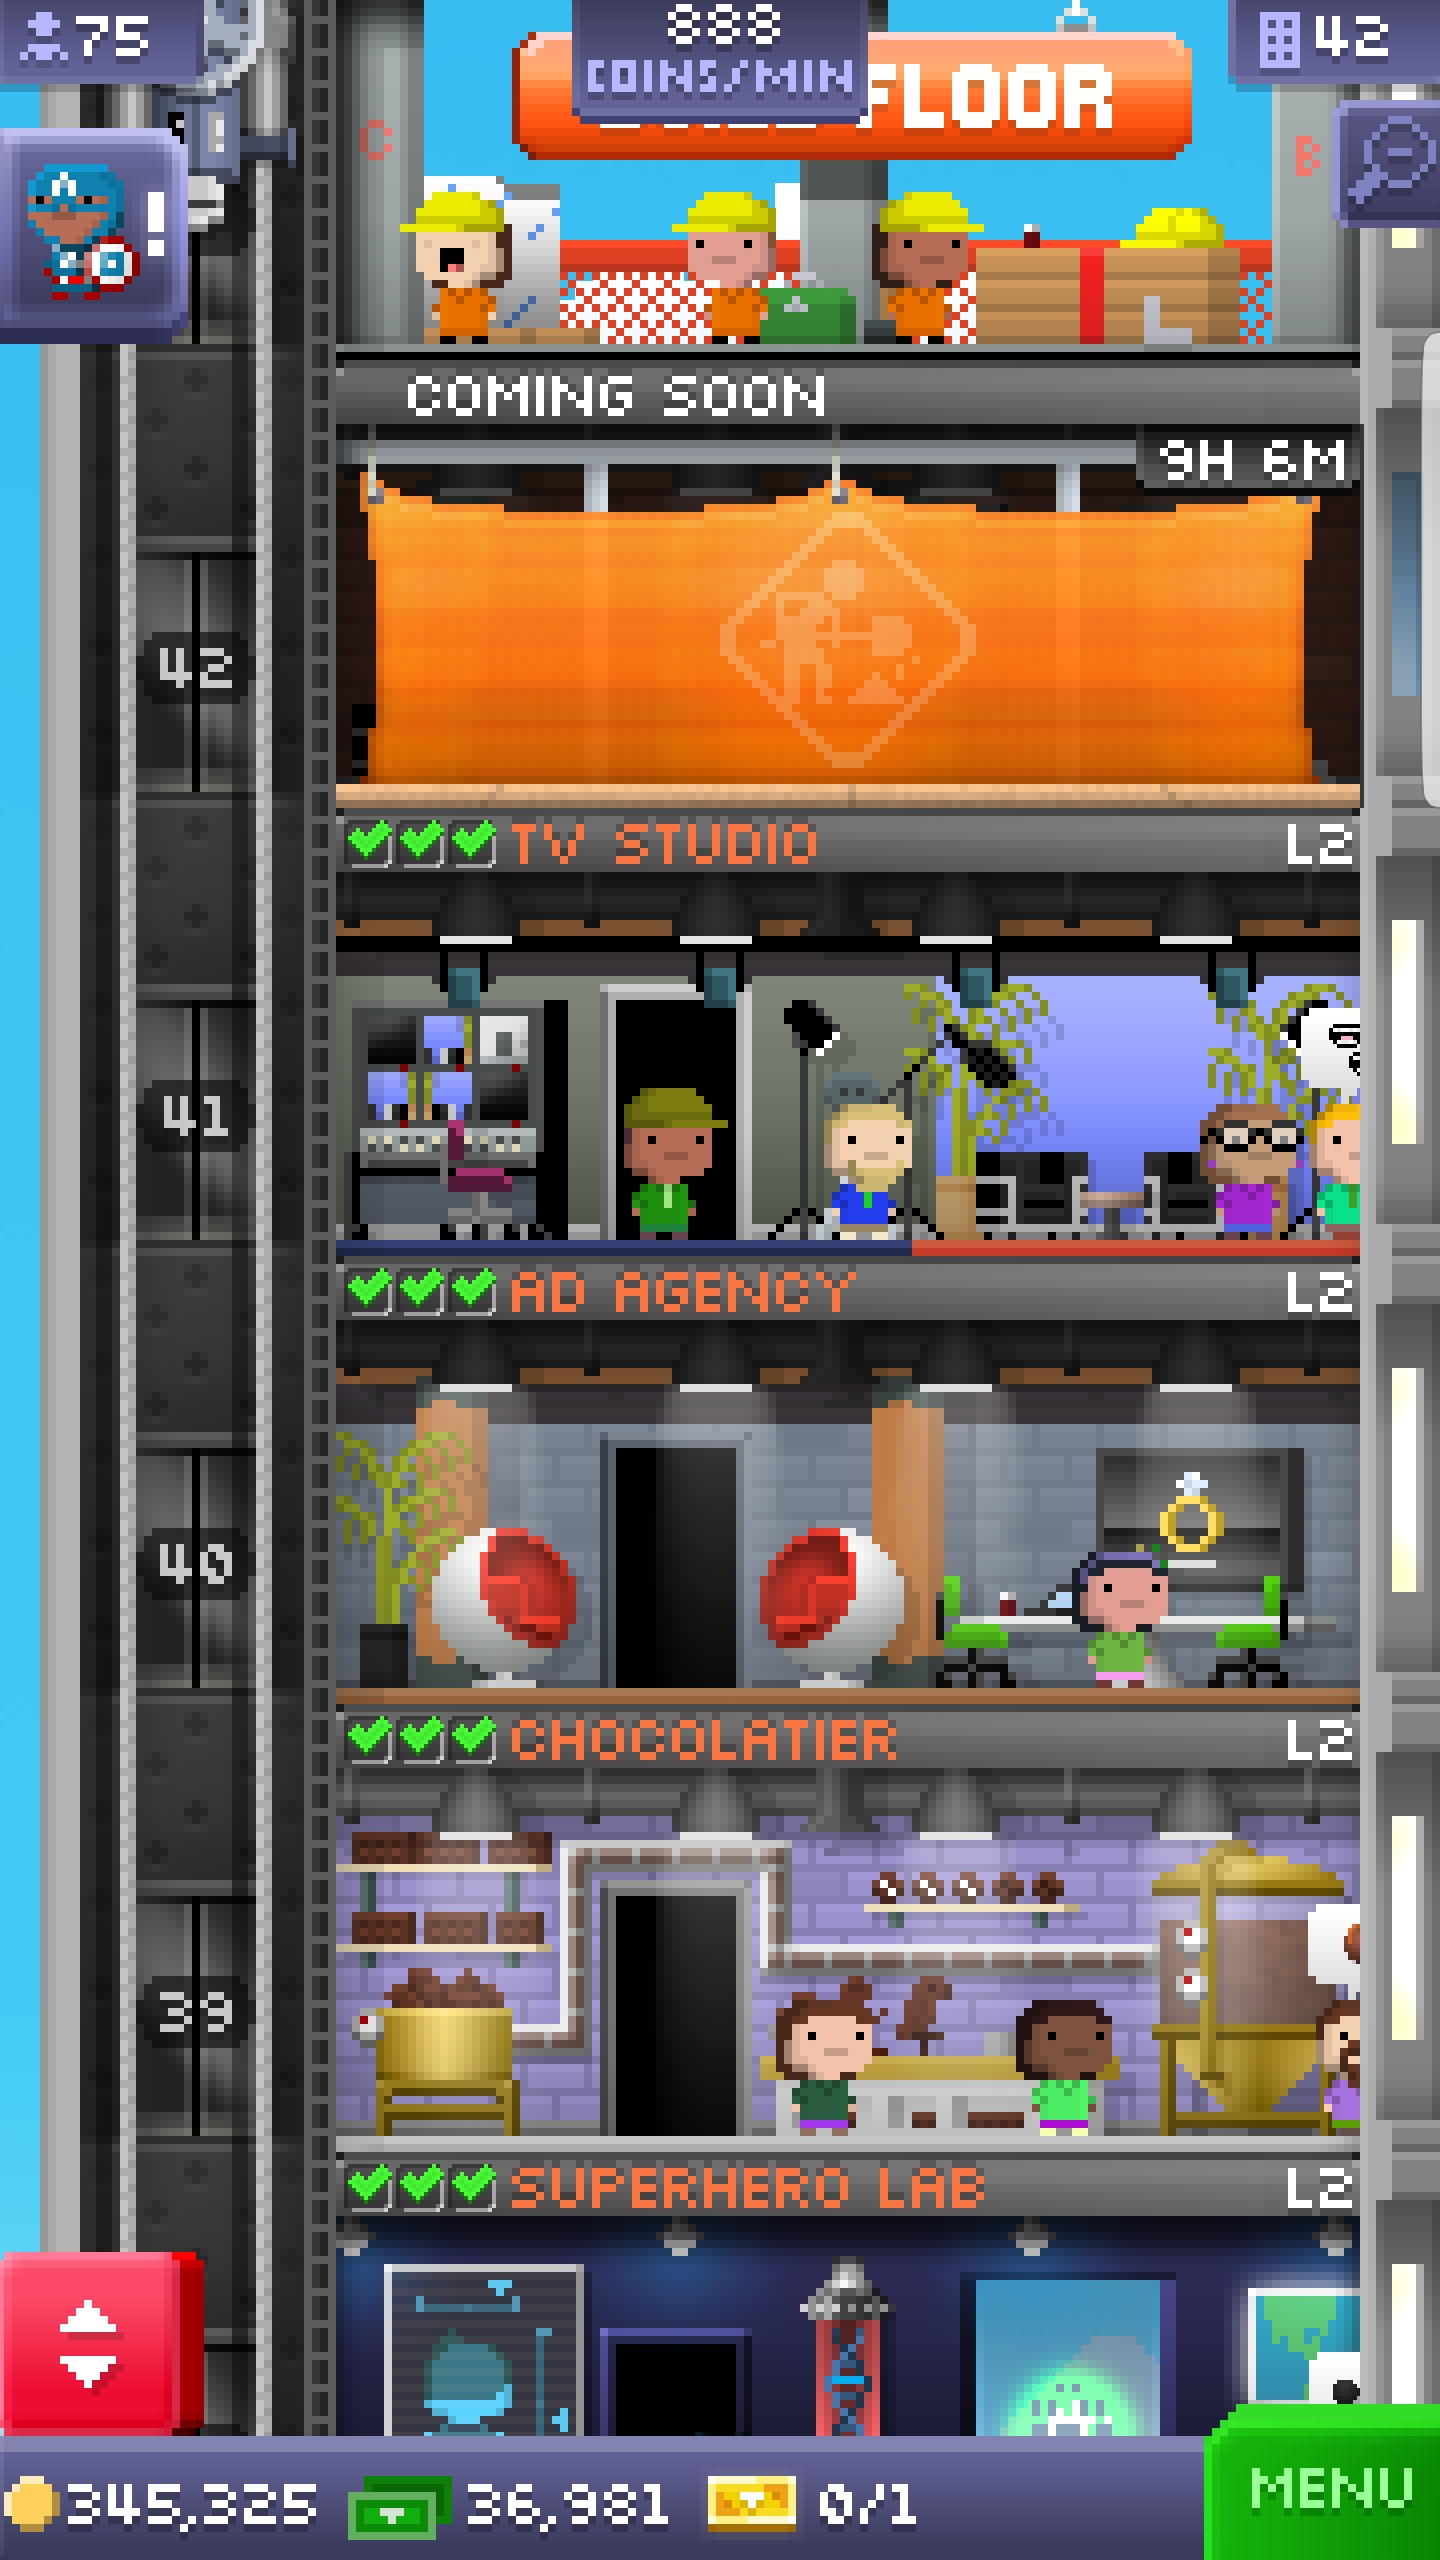 75
888
COINS/MIN
42
FLOOR
C
B
!
COMING SOON
9H 6M
42
TV STUDIO
L2
41
AD AGENCY
L2
40
CHOCOLATIER
L2
39
SUPERHERO LAB
L2
345,325
36,981
0/1
MENU